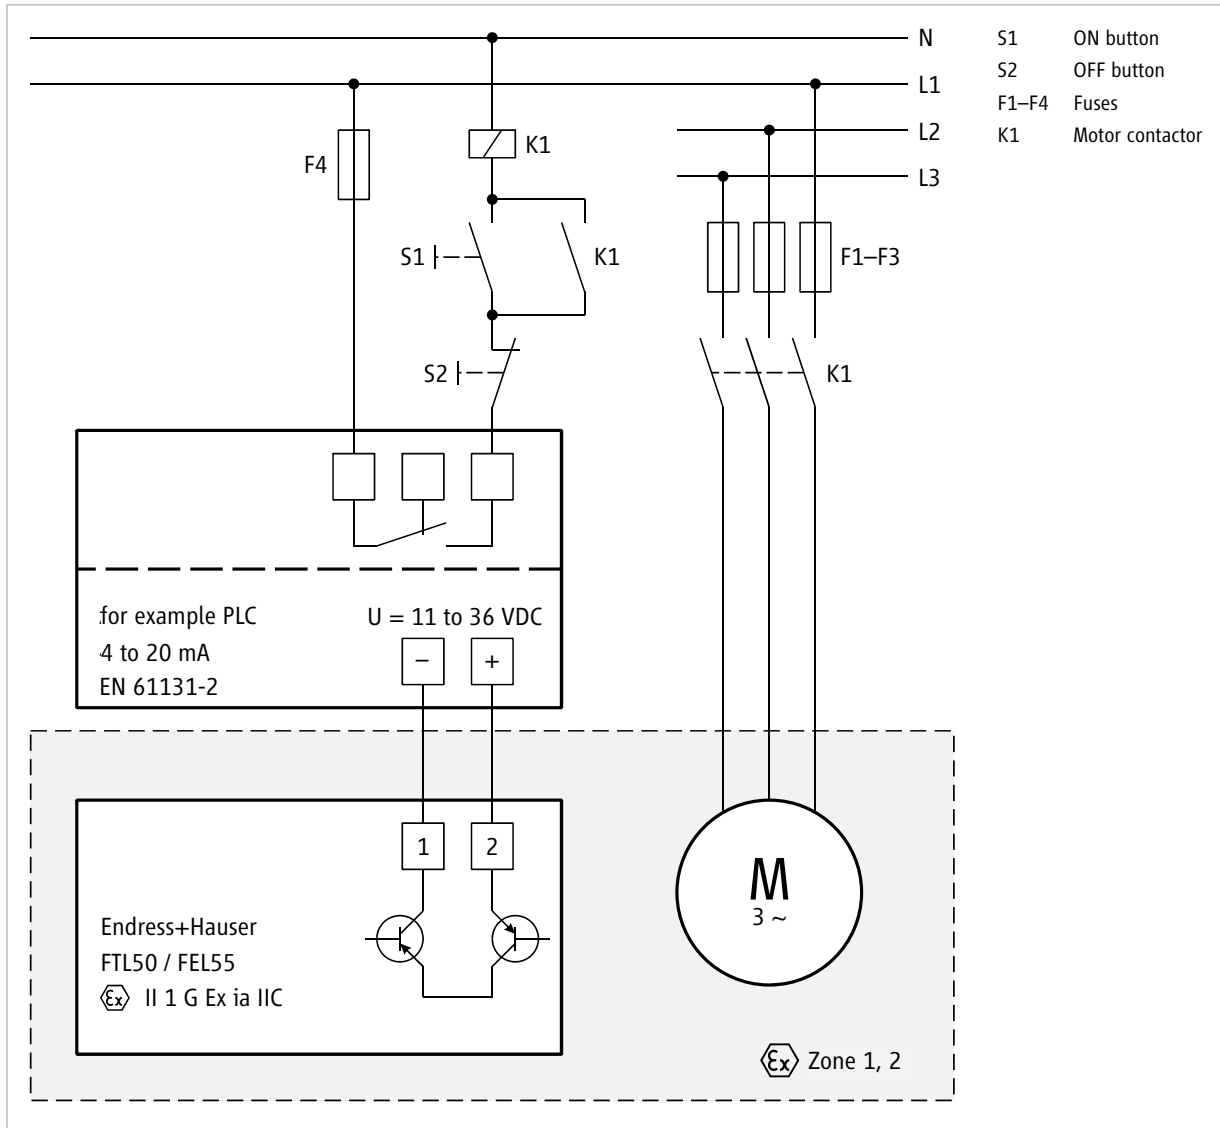 N
L1
L2
L3
S1 ON button
S2 OFF button
F1–F4 Fuses
K1 Motor contactor
F4
K1
S1
K1
S2
F1–F3
K1
for example PLC
4 to 20 mA
EN 61131-2
U = 11 to 36 VDC
– +
1 2
Endress+Hauser
FTL50 / FEL55
Ex II 1 G Ex ia IIC
M
3 ~
Ex Zone 1, 2